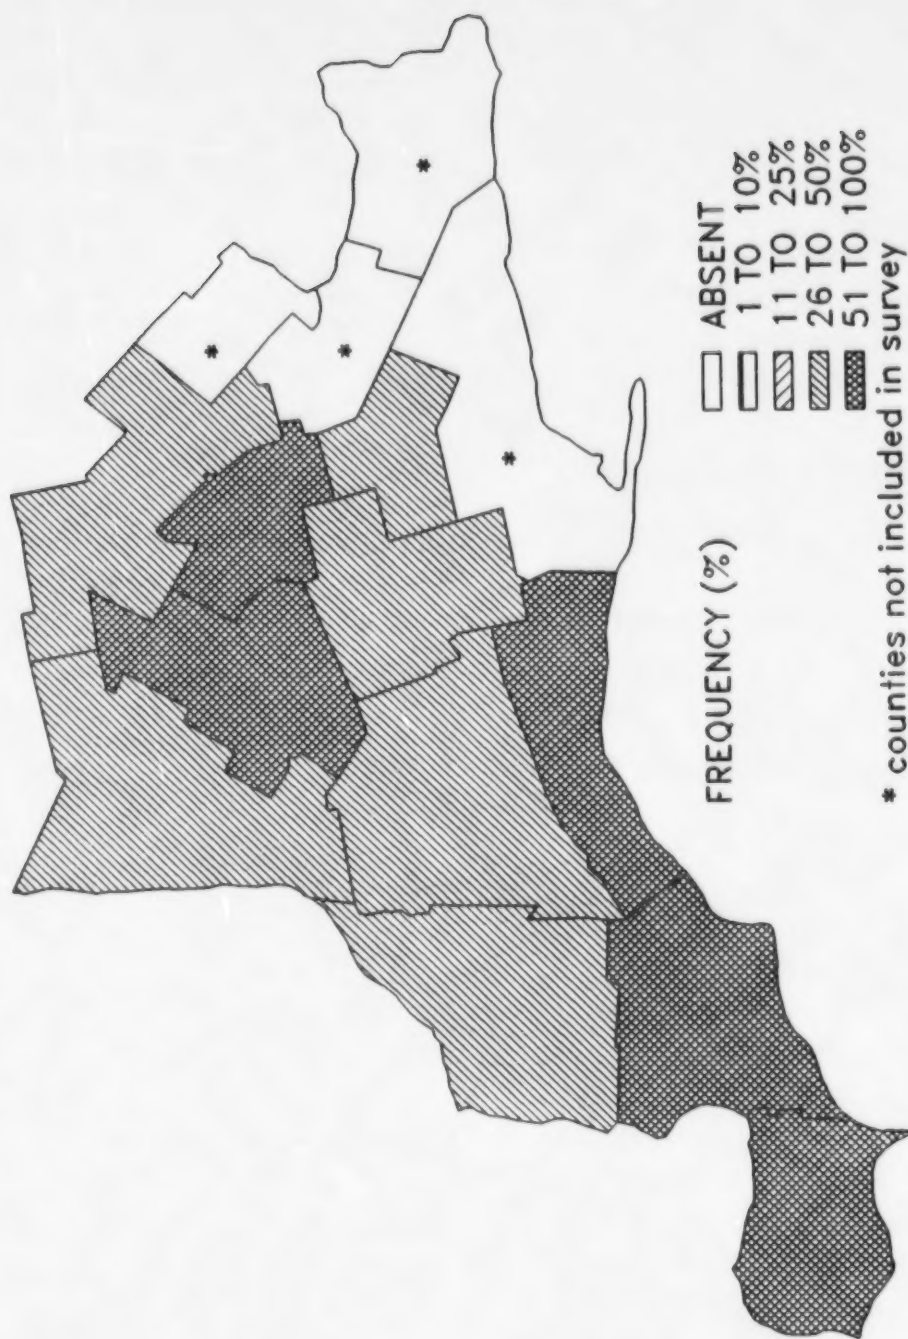 FREQUENCY (%)
ABSENT
1 TO 10%
11 TO 25%
26 TO 50%
51 TO 100%
* counties not included in survey
*
*
*
*